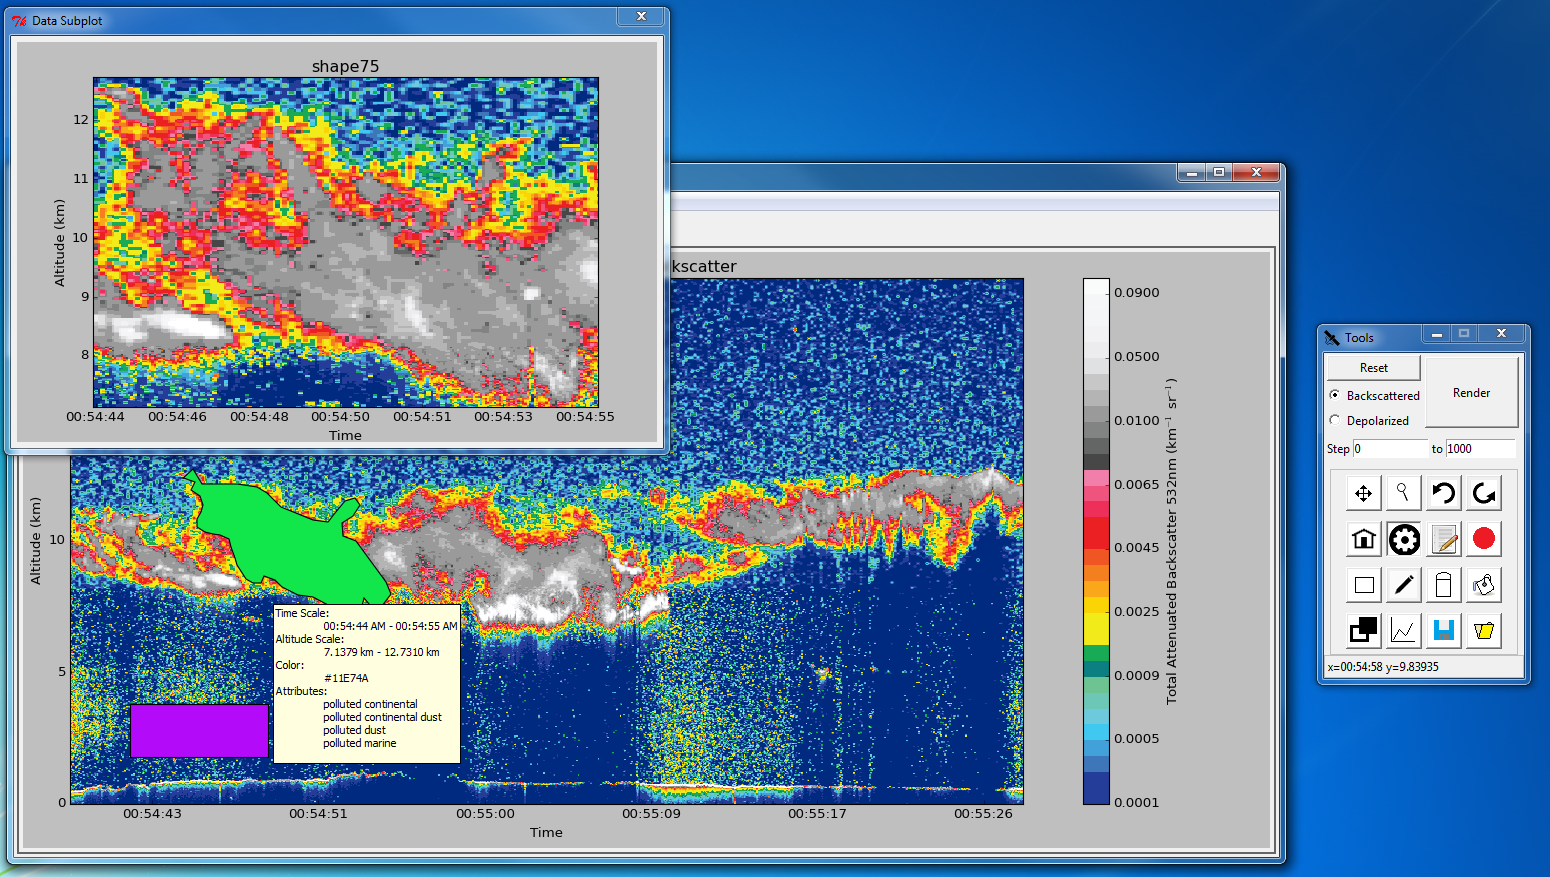 Data Subplot
shape75
12
11
10
9
8
Altitude (km)
00:54:44 00:54:46 00:54:48 00:54:50 00:54:51 00:54:53 00:54:55
Time
kscatter
10
5
0
Altitude (km)
00:54:43 00:54:51 00:55:00 00:55:09 00:55:17 00:55:26
Time
Time Scale:
00:54:44 AM - 00:54:55 AM
Altitude Scale:
7.1379 km - 12.7310 km
Color:
#11E74A
Attributes:
polluted continental
polluted continental dust
polluted dust
polluted marine
0.0900
0.0500
0.0100
0.0065
0.0045
0.0025
0.0009
0.0005
0.0001
Total Attenuated Backscatter 532nm (km⁻¹ sr⁻¹)
Tools
Reset
Render
Backscattered
Depolarized
Step 0 to 1000
x=00:54:58 y=9.83935